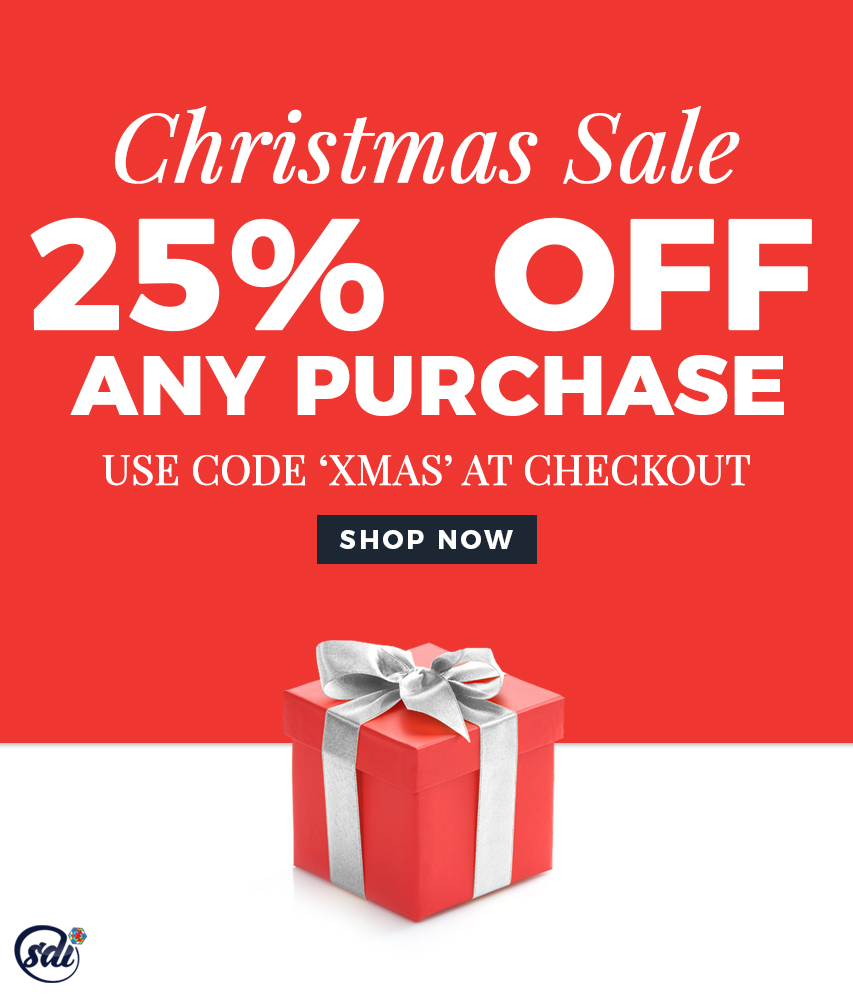 Christmas Sale
25% OFF
ANY PURCHASE
USE CODE ‘XMAS’ AT CHECKOUT
SHOP NOW
sdi